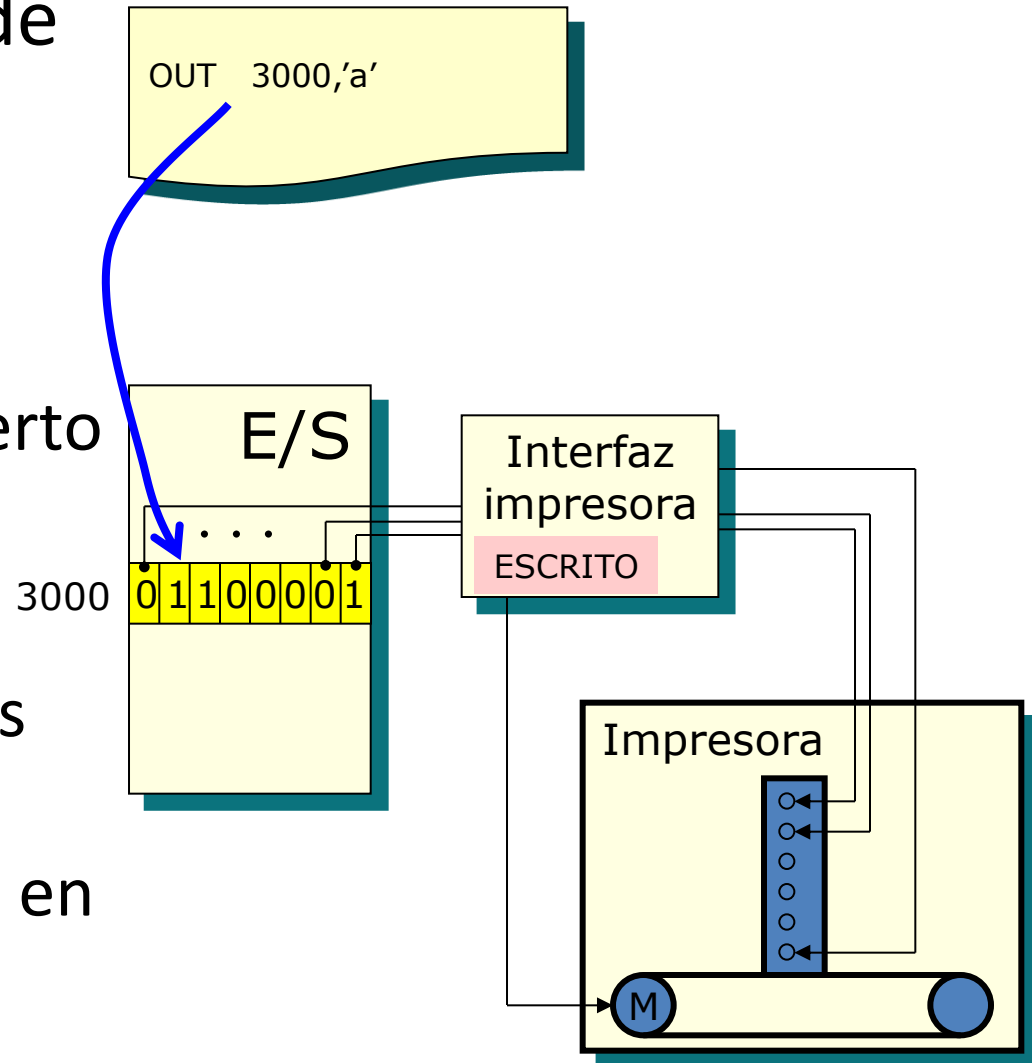 de
OUT 3000,’a’
erto
E/S
Interfaz
impresora
. . .
ESCRITO
3000
0 1 1 0 0 0 0 1
s
Impresora
en
M